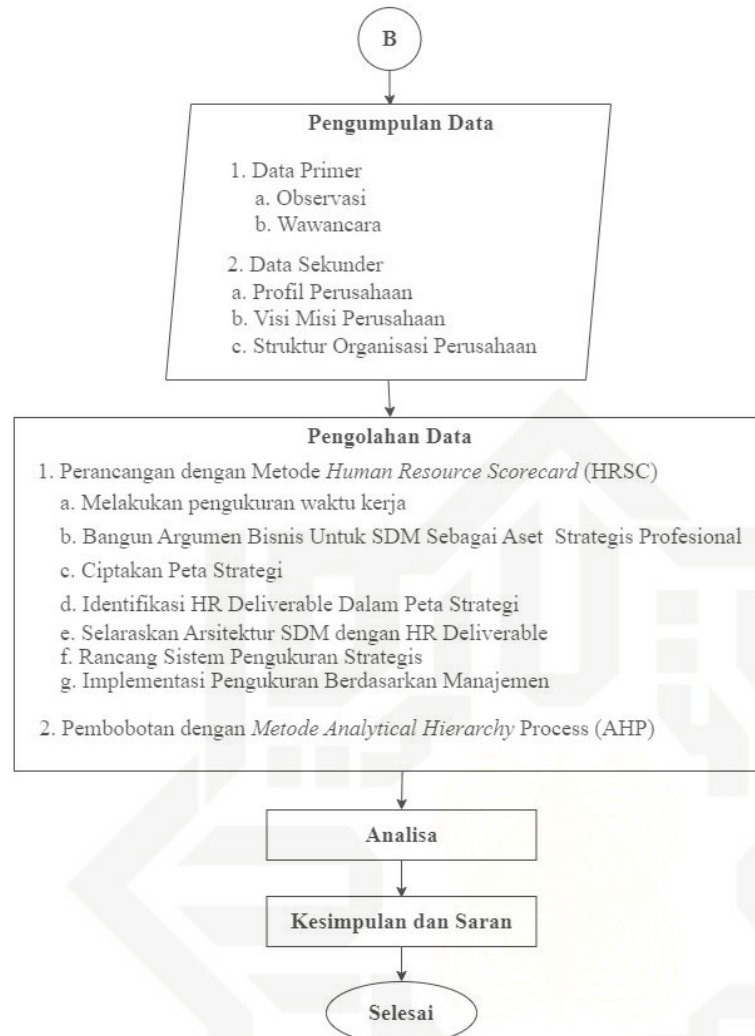 B
Pengumpulan Data
1. Data Primer
a. Observasi
b. Wawancara
2. Data Sekunder
a. Profil Perusahaan
b. Visi Misi Perusahaan
c. Struktur Organisasi Perusahaan
Pengolahan Data
1. Perancangan dengan Metode Human Resource Scorecard (HRSC)
a. Melakukan pengukuran waktu kerja
b. Bangun Argumen Bisnis Untuk SDM Sebagai Aset Strategis Profesional
c. Ciptakan Peta Strategi
d. Identifikasi HR Deliverable Dalam Peta Strategi
e. Selaraskan Arsitektur SDM dengan HR Deliverable
f. Rancang Sistem Pengukuran Strategis
g. Implementasi Pengukuran Berdasarkan Manajemen
2. Pembobotan dengan Metode Analytical Hierarchy Process (AHP)
Analisa
Kesimpulan dan Saran
Selesai